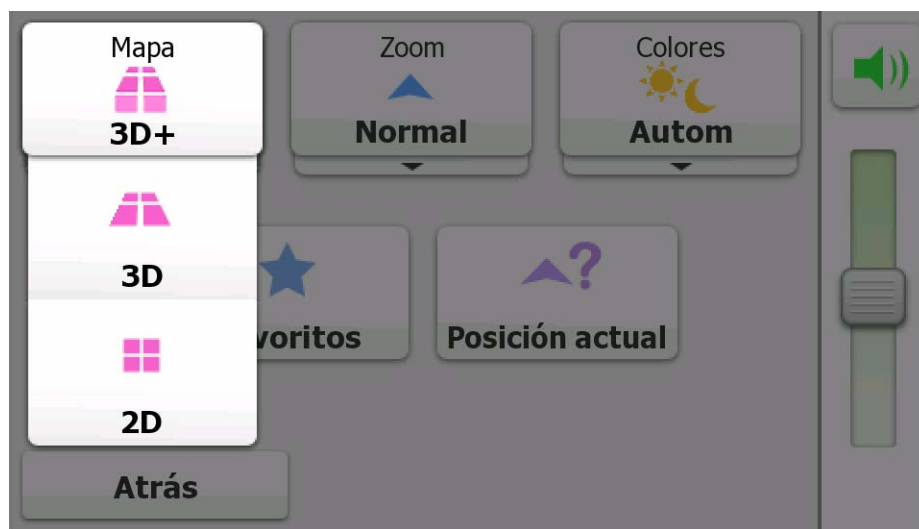 Mapa
3D+
Zoom
Normal
Colores
Autom
3D
2D
voritos
Posición actual
?
Atrás